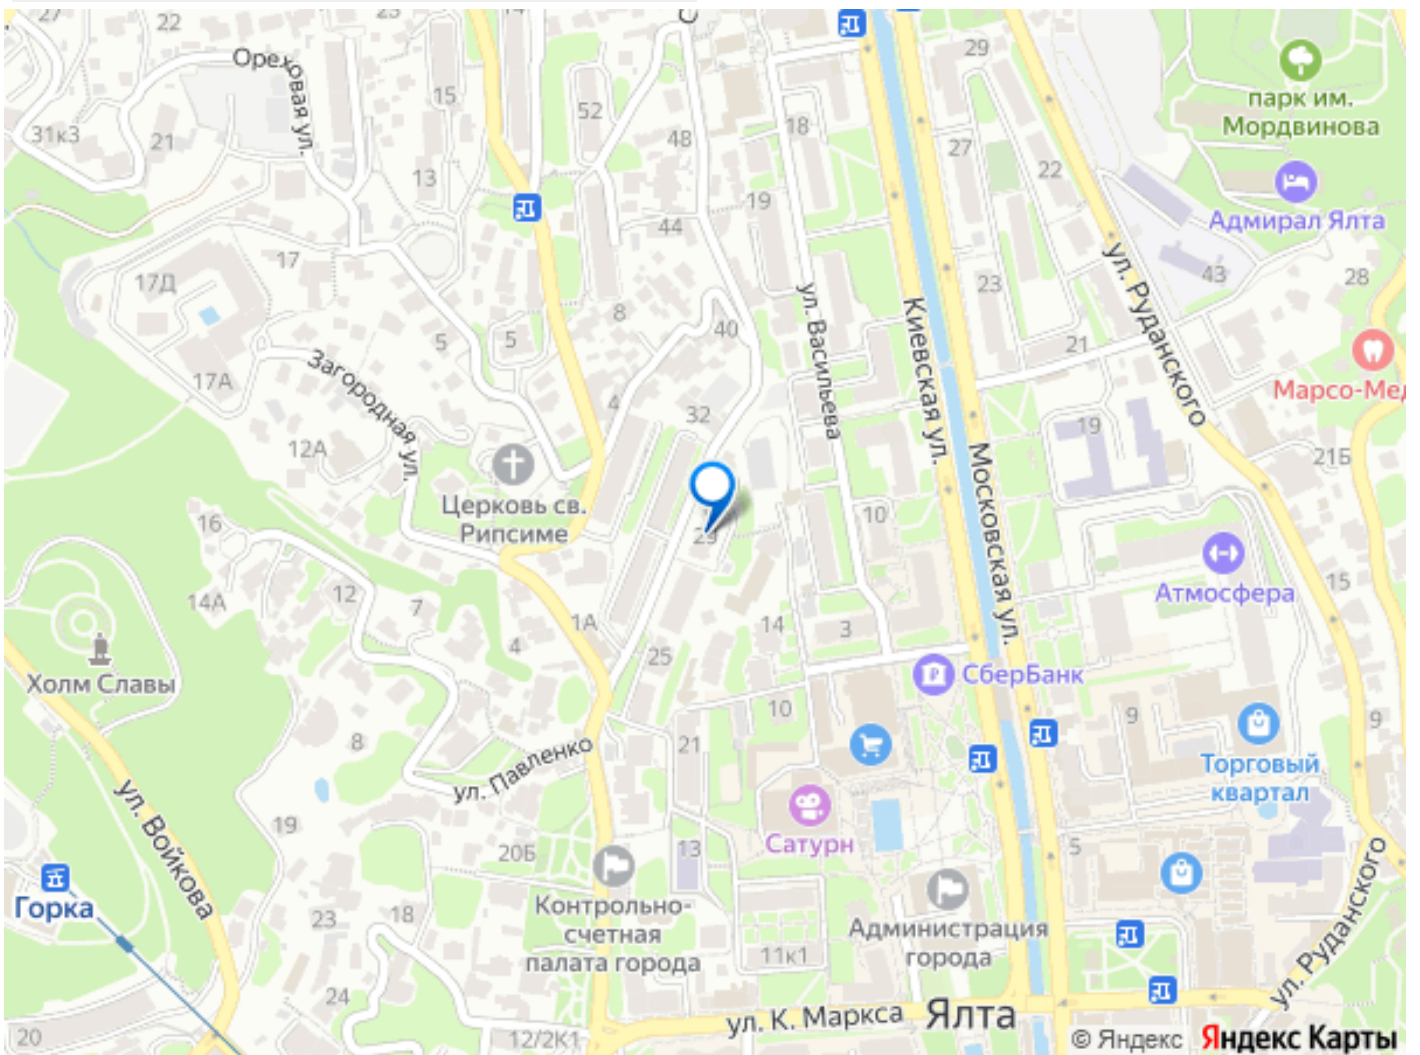 27
22
23
С
29
Ореховая ул.
15
52
парк им.
Мордвинова
31к3
21
48
18
27
22
13
19
Адмирал Ялта
44
17
17Д
8
40
5
5
23
43
28
ул. Васильева
Киевская ул.
ул. Руданского
21
Марсо-Мед
17А
Загородная ул.
4
32
12А
19
21Б
Церковь св.
Рипсиме
Московская ул.
16
10
Атмосфера
15
14А
12
7
1А
14
3
4
25
Холм Славы
СберБанк
8
10
9
9
21
ул. Павленко
Торговый
квартал
ул. Войкова
19
Сатурн
20Б
13
5
Горка
23
18
Контрольно-
счетная
палата города
Администрация
города
11к1
ул. Руданского
24
20
12/2К1
ул. К. Маркса
Ялта
© Яндекс Яндекс Карты